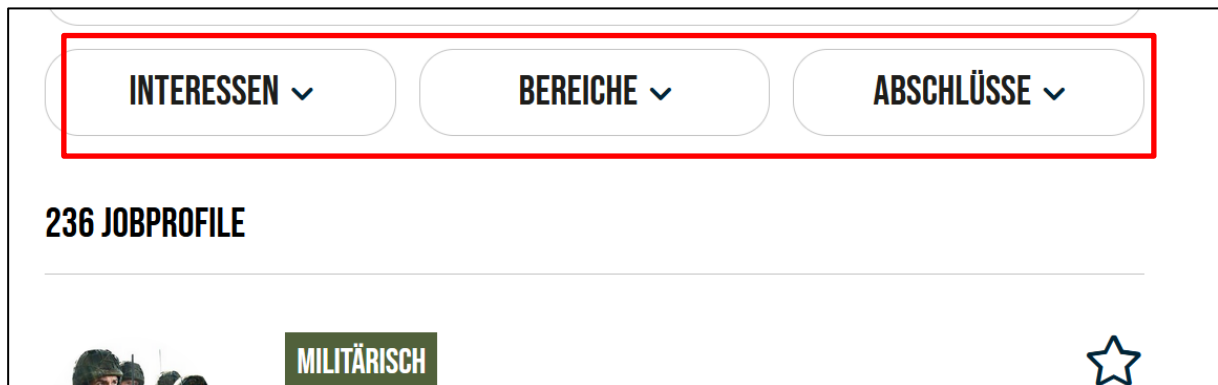 INTERESSEN BEREICHE ABSCHLÜSSE
236 JOBPROFILE
MILITÄRISCH